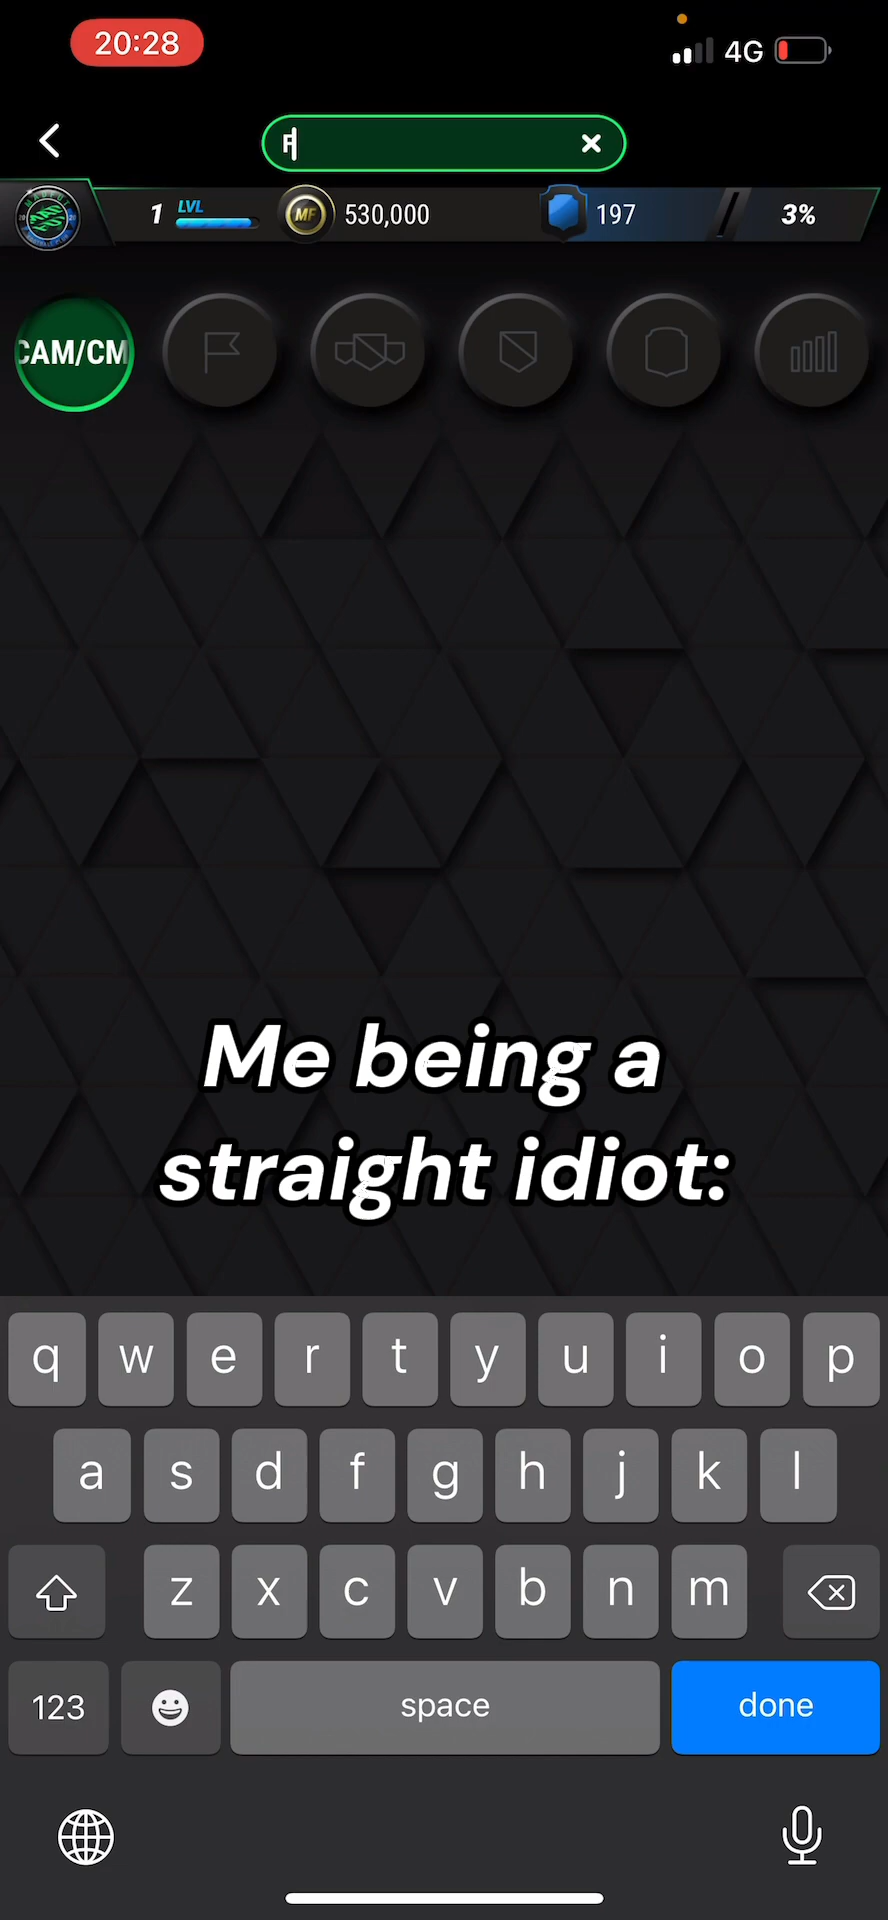 20:28
4G
F
1 LVL MF 530,000 197 3%
CAM/CM
Me being a
straight idiot:
q w e r t y u i o p
a s d f g h j k l
z x c v b n m
123 space done